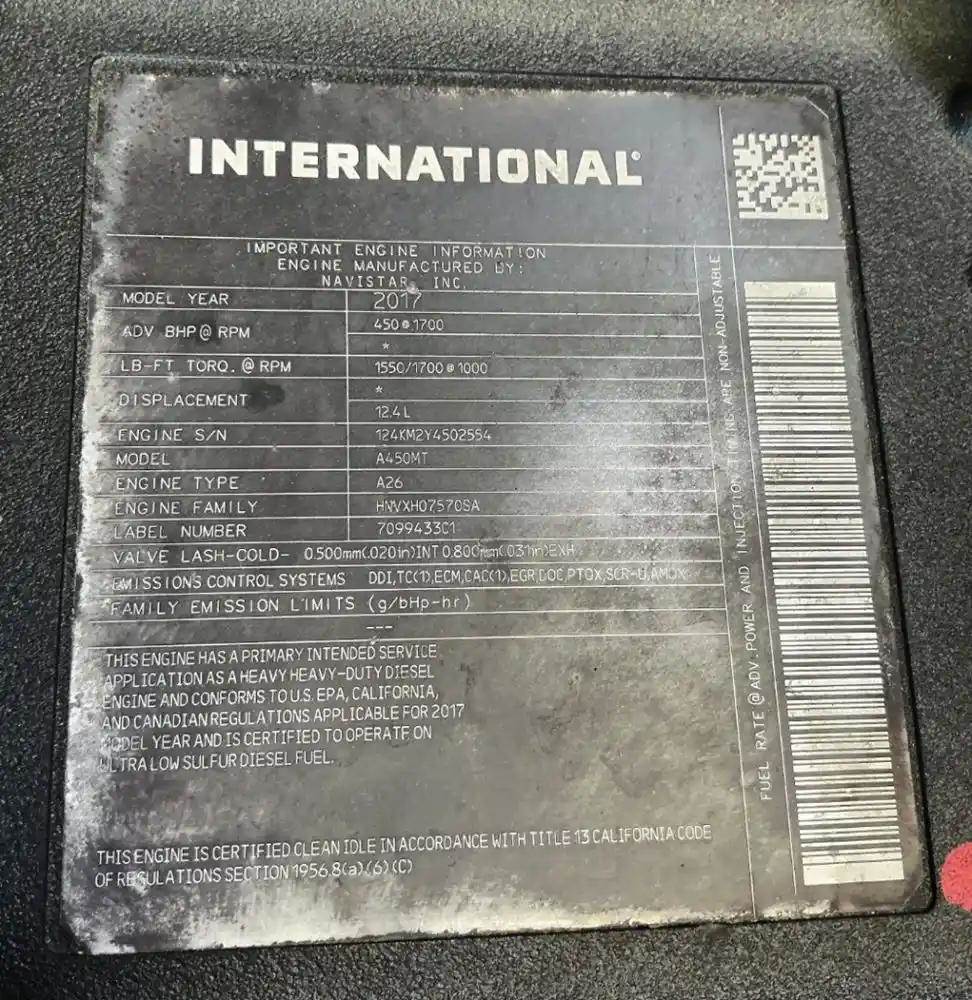 INTERNATIONAL®
IMPORTANT ENGINE INFORMATION
ENGINE MANUFACTURED BY:
NAVISTAR, INC.
MODEL YEAR 2017
ADV BHP@ RPM 450@1700
*
LB-FT TORQ.@RPM 1550/1700@1000
*
DISPLACEMENT 12.4L
ENGINE S/N 124KM2Y4502554
MODEL A450MT
ENGINE TYPE A26
ENGINE FAMILY HNVXH07570SA
LABEL NUMBER 7099433C1
VALVE LASH-COLD- 0.500mm(.020in)INT 0.800mm(.031in)EXH
EMISSIONS CONTROL SYSTEMS DDI,TC(1),ECM,CAC(1),EGR,DOC,PTOX,SCR-U,AMOX
FAMILY EMISSION LIMITS (g/bHp-hr)
---
THIS ENGINE HAS A PRIMARY INTENDED SERVICE
APPLICATION AS A HEAVY HEAVY-DUTY DIESEL
ENGINE AND CONFORMS TO U.S. EPA, CALIFORNIA,
AND CANADIAN REGULATIONS APPLICABLE FOR 2017
MODEL YEAR AND IS CERTIFIED TO OPERATE ON
ULTRA LOW SULFUR DIESEL FUEL.
THIS ENGINE IS CERTIFIED CLEAN IDLE IN ACCORDANCE WITH TITLE 13 CALIFORNIA CODE
OF REGULATIONS SECTION 1956.8(a)(6)(C)
FUEL RATE @ ADV. POWER AND INJECTION TIMING ARE NON-ADJUSTABLE